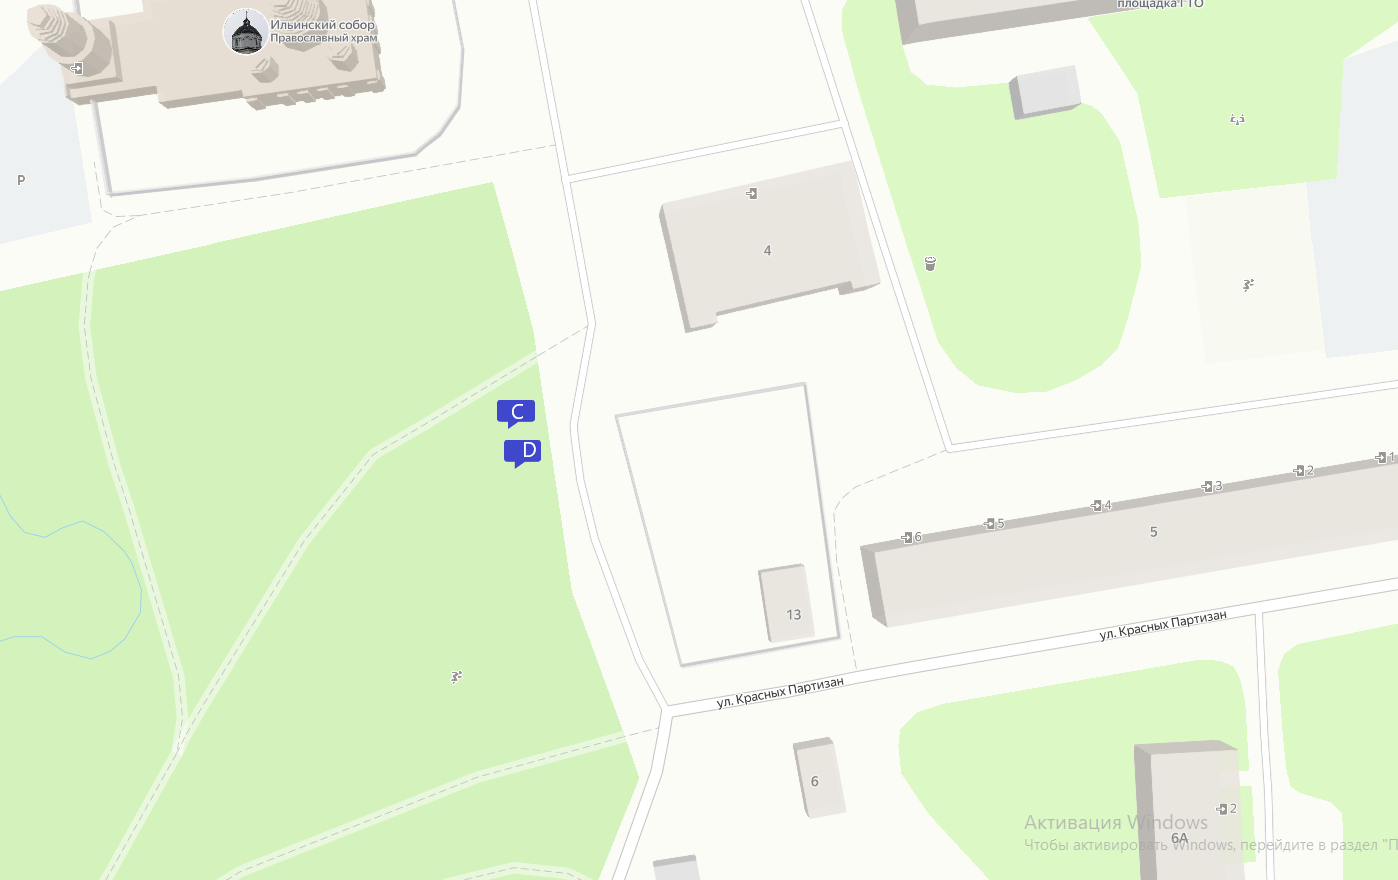 площадка ГТО
Ильинский собор
Православный храм
P
4
C
D
1
2
3
4
5
6
5
13
ул. Красных Партизан
ул. Красных Партизан
6
2
6А
Активация Windows
Чтобы активировать Windows, перейдите в раздел "П